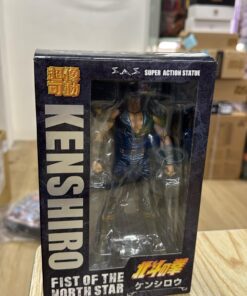 超像
可動
S.A.S SUPER ACTION STATUE
KENSHIRO
FIST OF THE
NORTH STAR
北斗の拳
ケンシロウ